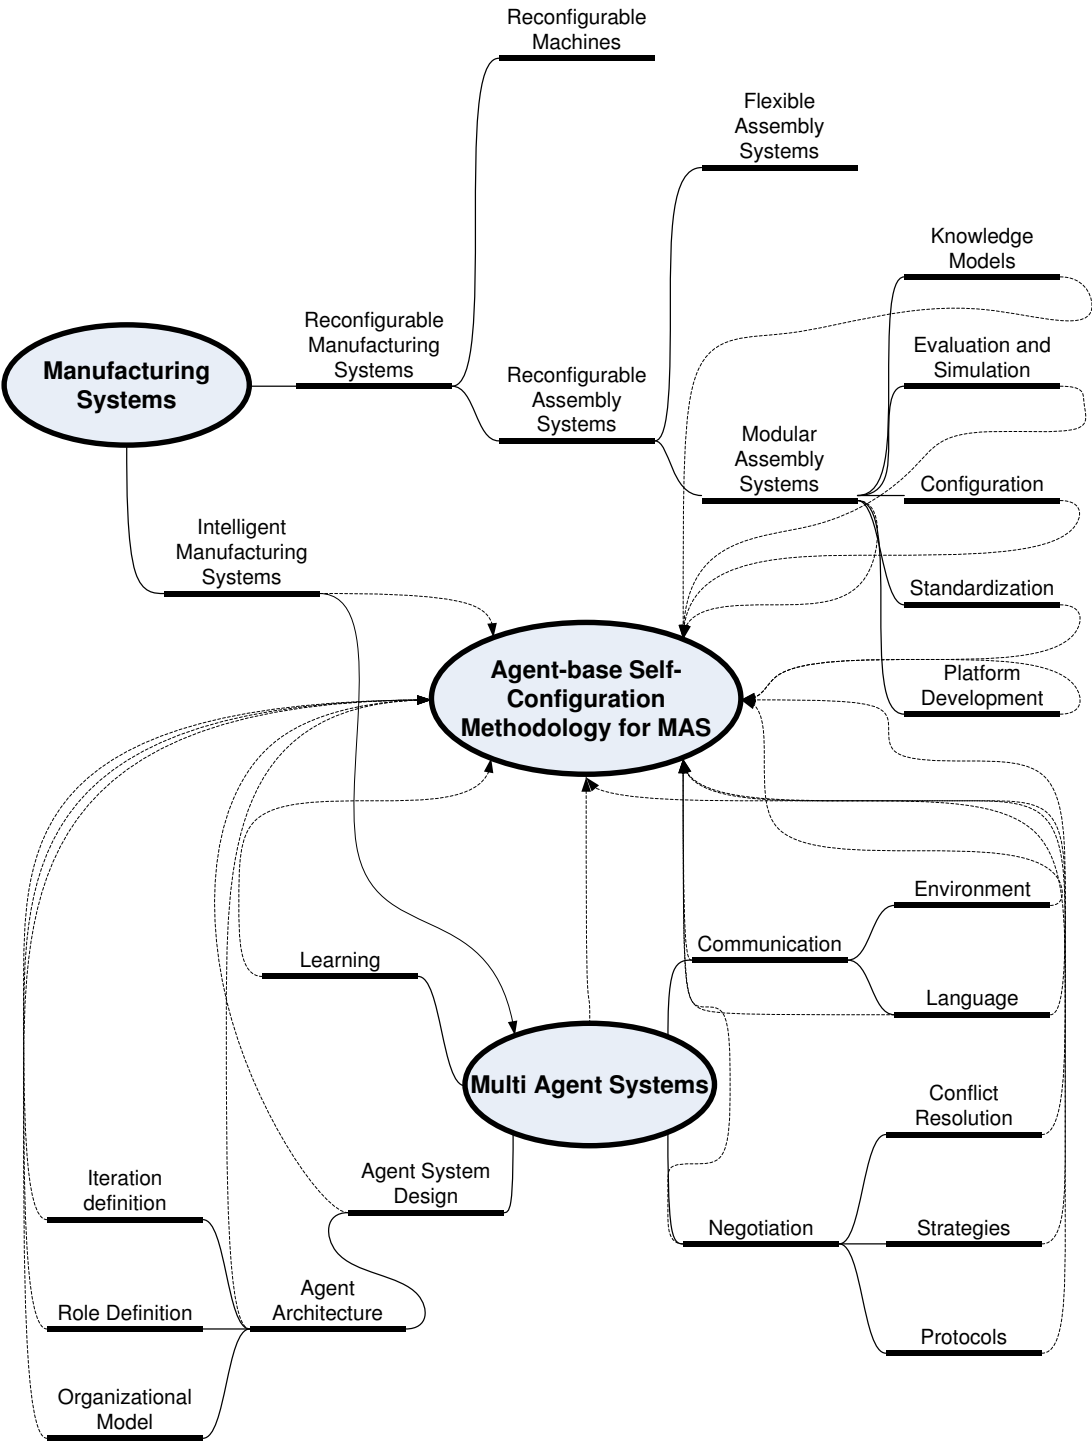 Reconfigurable
Machines
Flexible
Assembly
Systems
Knowledge
Models
Reconfigurable
Manufacturing
Systems
Manufacturing
Systems
Reconfigurable
Assembly
Systems
Evaluation and
Simulation
Modular
Assembly
Systems
Configuration
Intelligent
Manufacturing
Systems
Standardization
Platform
Development
Agent-base Self-
Configuration
Methodology for MAS
Environment
Communication
Language
Learning
Multi Agent Systems
Conflict
Resolution
Agent System
Design
Iteration
definition
Negotiation
Strategies
Agent
Architecture
Role Definition
Protocols
Organizational
Model